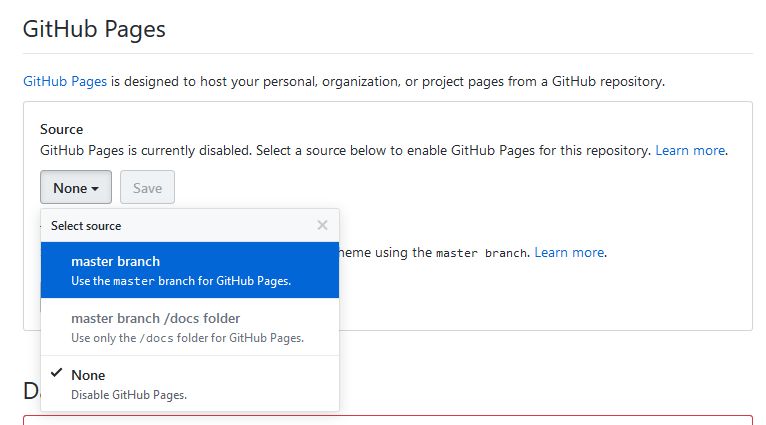 GitHub Pages
GitHub Pages is designed to host your personal, organization, or project pages from a GitHub repository.
Source
GitHub Pages is currently disabled. Select a source below to enable GitHub Pages for this repository. Learn more.
None
Save
Select source
master branch
Use the master branch for GitHub Pages.
using the master branch. Learn more.
master branch /docs folder
Use only the /docs folder for GitHub Pages.
None
Disable GitHub Pages.